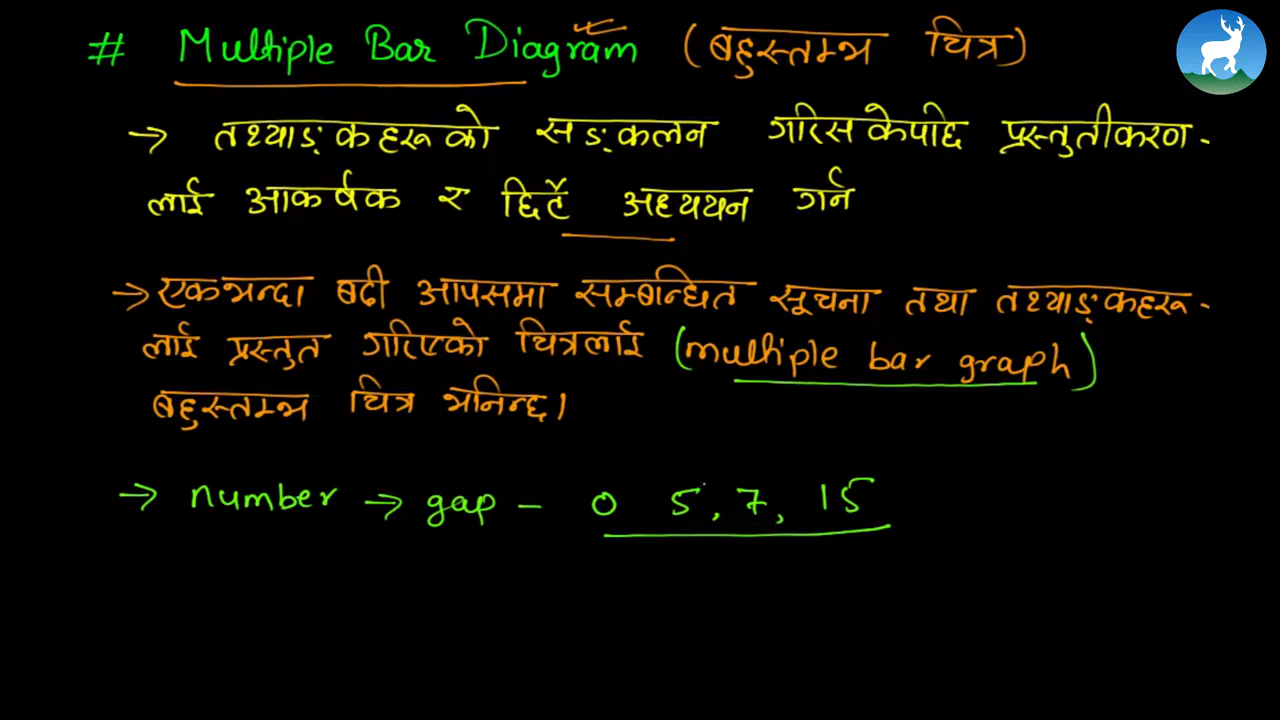 # Multiple Bar Diagram (बहुस्तम्भ चित्र)
→ तथ्याङ्कहरूको सङ्कलन गरिसकेपछि प्रस्तुतीकरण-
लाई आकर्षक र छिटै अध्ययन गर्न
→ एकभन्दा बढी आपसमा सम्बन्धित सूचना तथा तथ्याङ्कहरू-
लाई प्रस्तुत गरिएको चित्रलाई (multiple bar graph)
बहुस्तम्भ चित्र भनिन्छ।
→ number → gap - 0 5, 7, 15